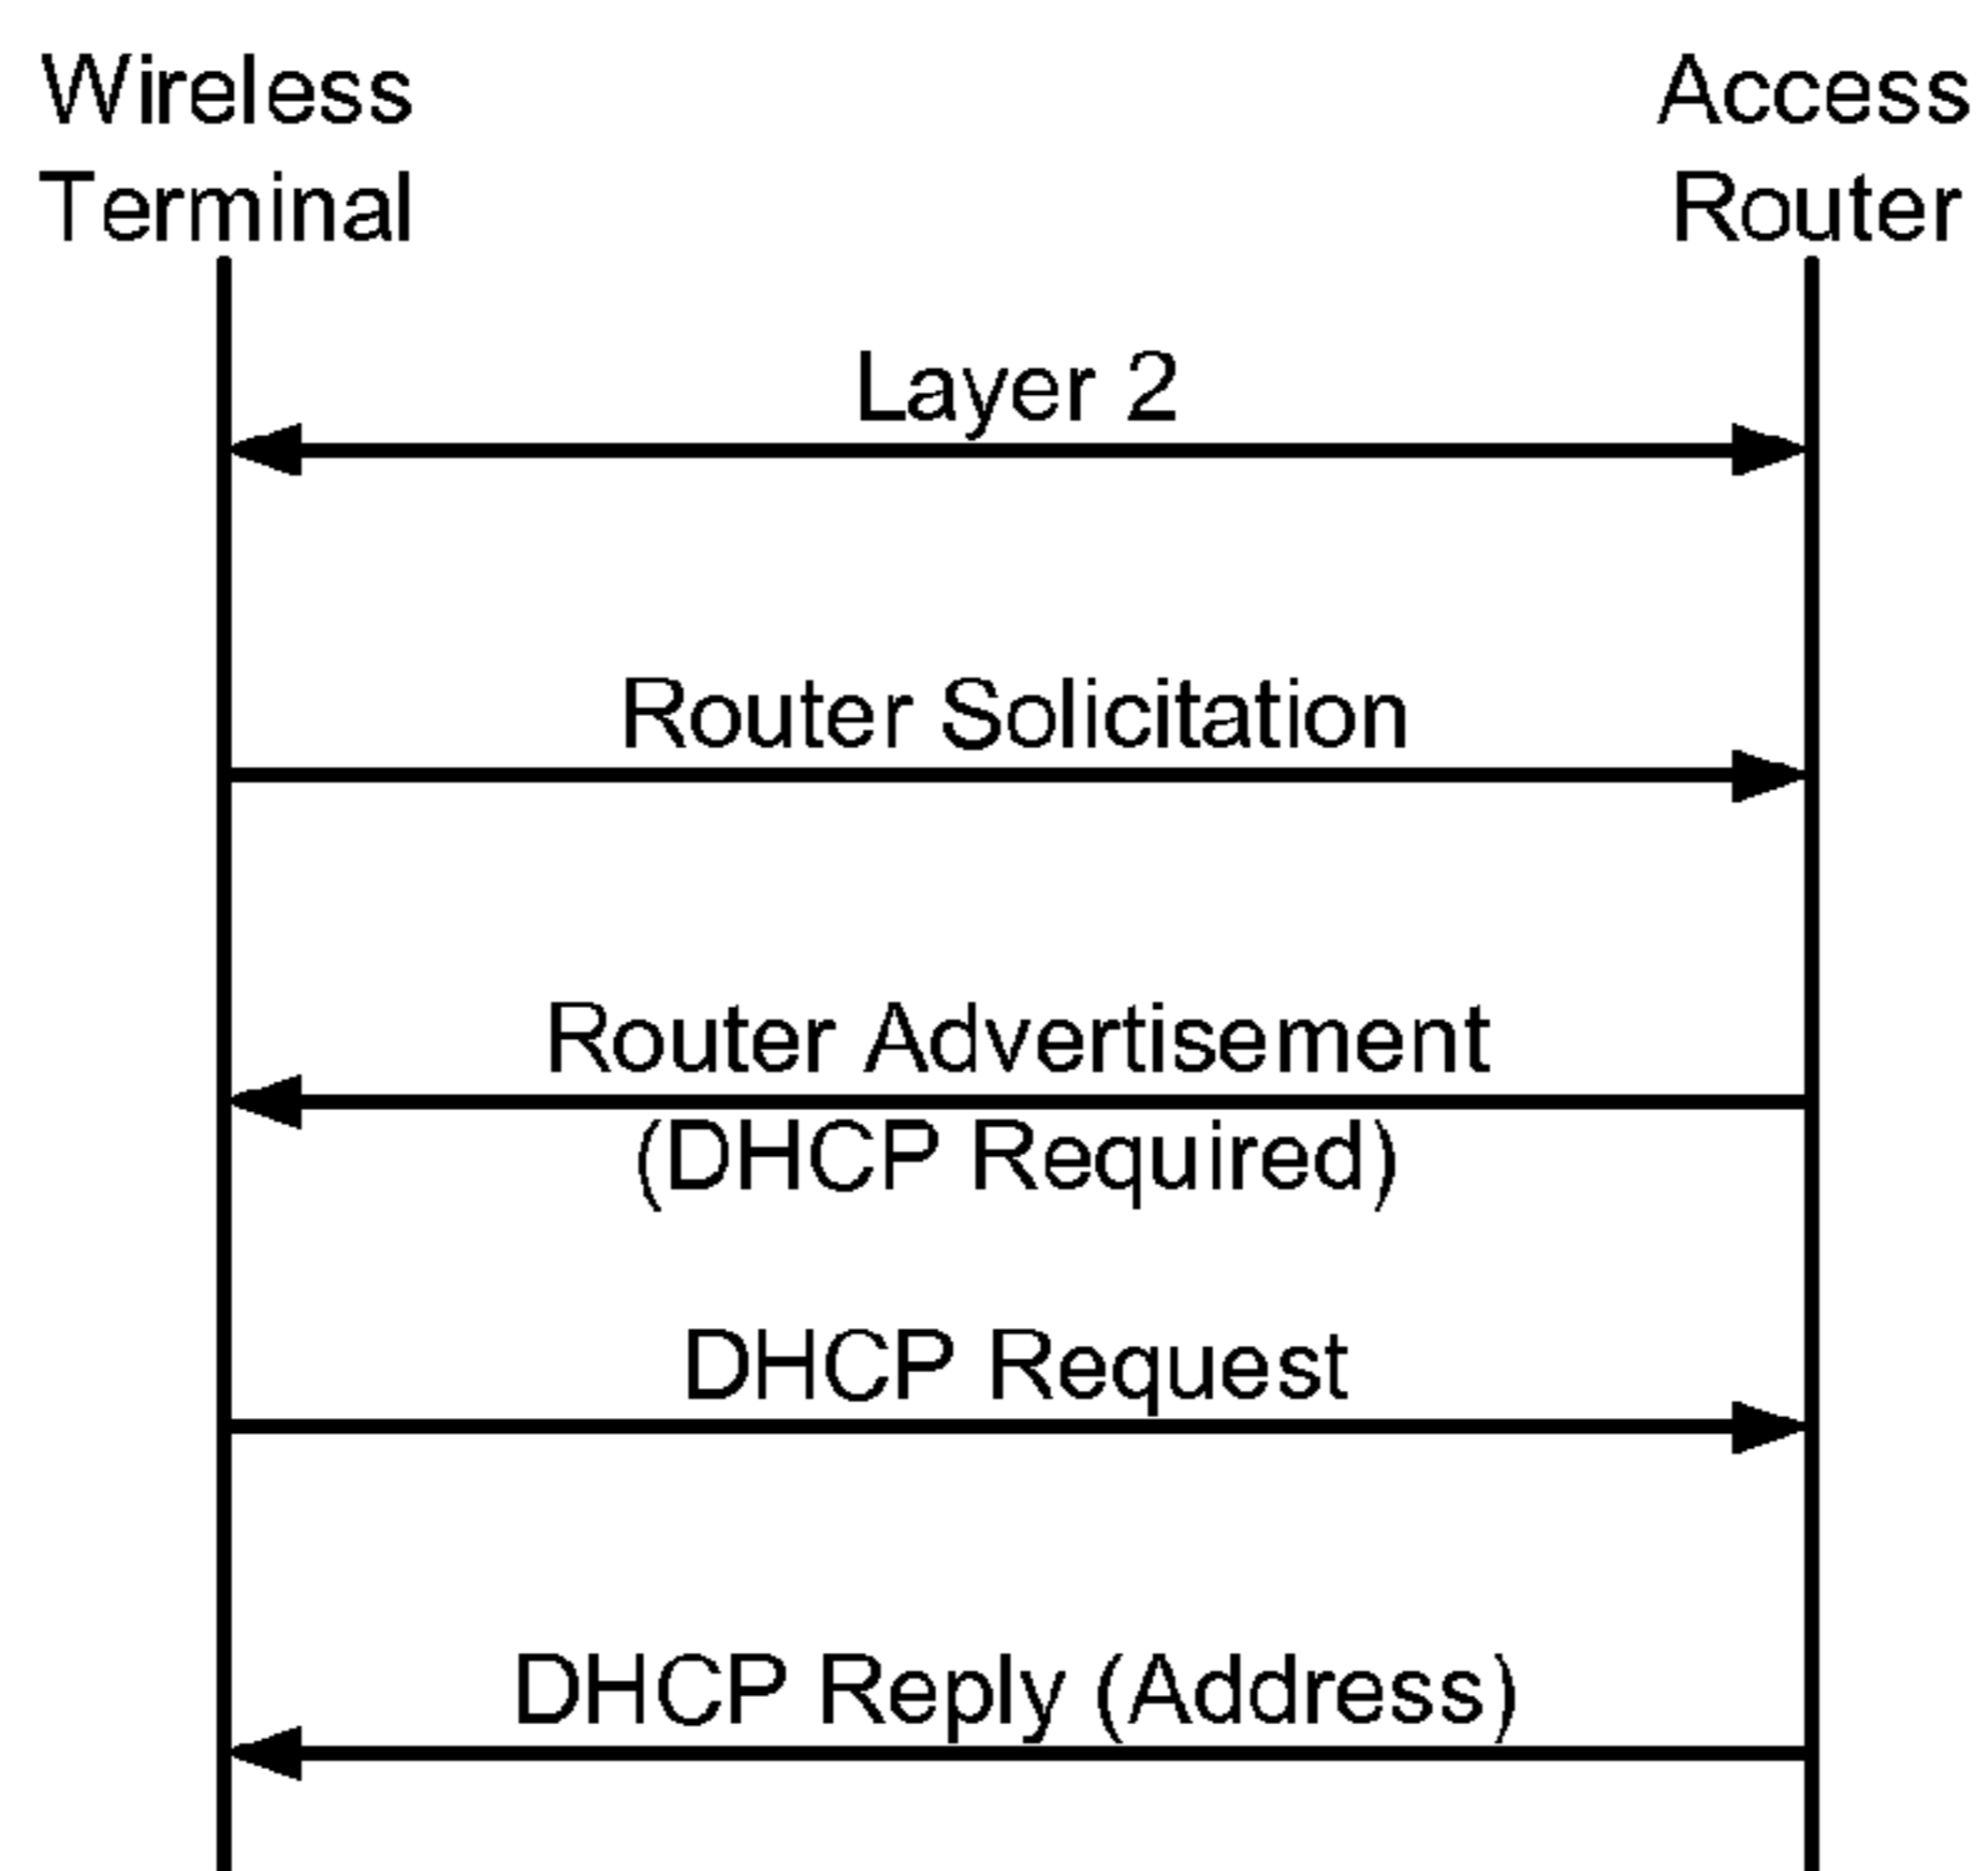 Wireless
Terminal
Access
Router
Layer 2
Router Solicitation
Router Advertisement
(DHCP Required)
DHCP Request
DHCP Reply (Address)